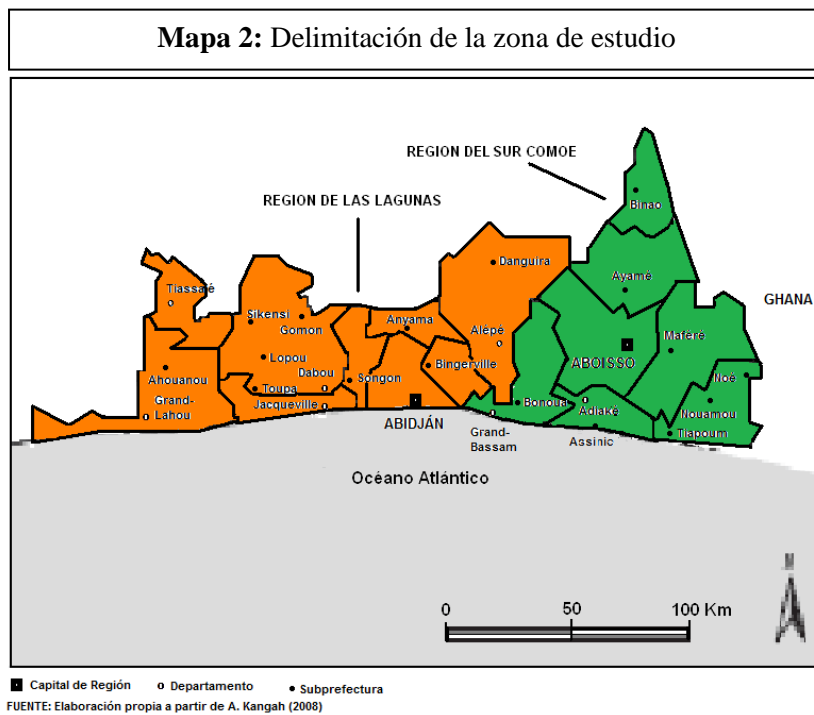 Mapa 2: Delimitación de la zona de estudio
REGION DEL SUR COMOE
REGION DE LAS LAGUNAS
Binao
Danguira
Tiassalé
Ayamé
GHANA
Sikensi
Gomon
Anyama
Alépé
Maféré
Lopou
ABOISSO
Ahouanou
Dabou
Songon
Bingerville
Noé
Toupa
Grand-
Lahou
Jacqueville
Bonoua
Adiaké
Nouamou
ABIDJÁN
Grand-
Bassam
Assinic
Tiapoum
Océano Atlántico
0 50 100 Km
Capital de Región Departamento Subprefectura
FUENTE: Elaboración propia a partir de A. Kangah (2008)